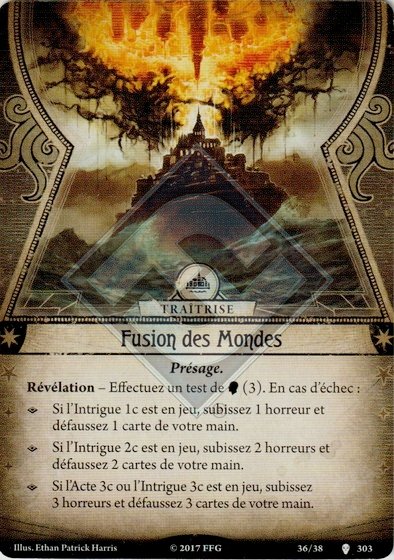 TRAÎTRISE
Fusion des Mondes
Présage.
Révélation – Effectuez un test de (3). En cas d'échec :
Si l'Intrigue 1c est en jeu, subissez 1 horreur et
défaussez 1 carte de votre main.
Si l'Intrigue 2c est en jeu, subissez 2 horreurs et
défaussez 2 cartes de votre main.
Si l'Acte 3c ou l'Intrigue 3c est en jeu, subissez
3 horreurs et défaussez 3 cartes de votre main.
Illus. Ethan Patrick Harris © 2017 FFG 36/38 303